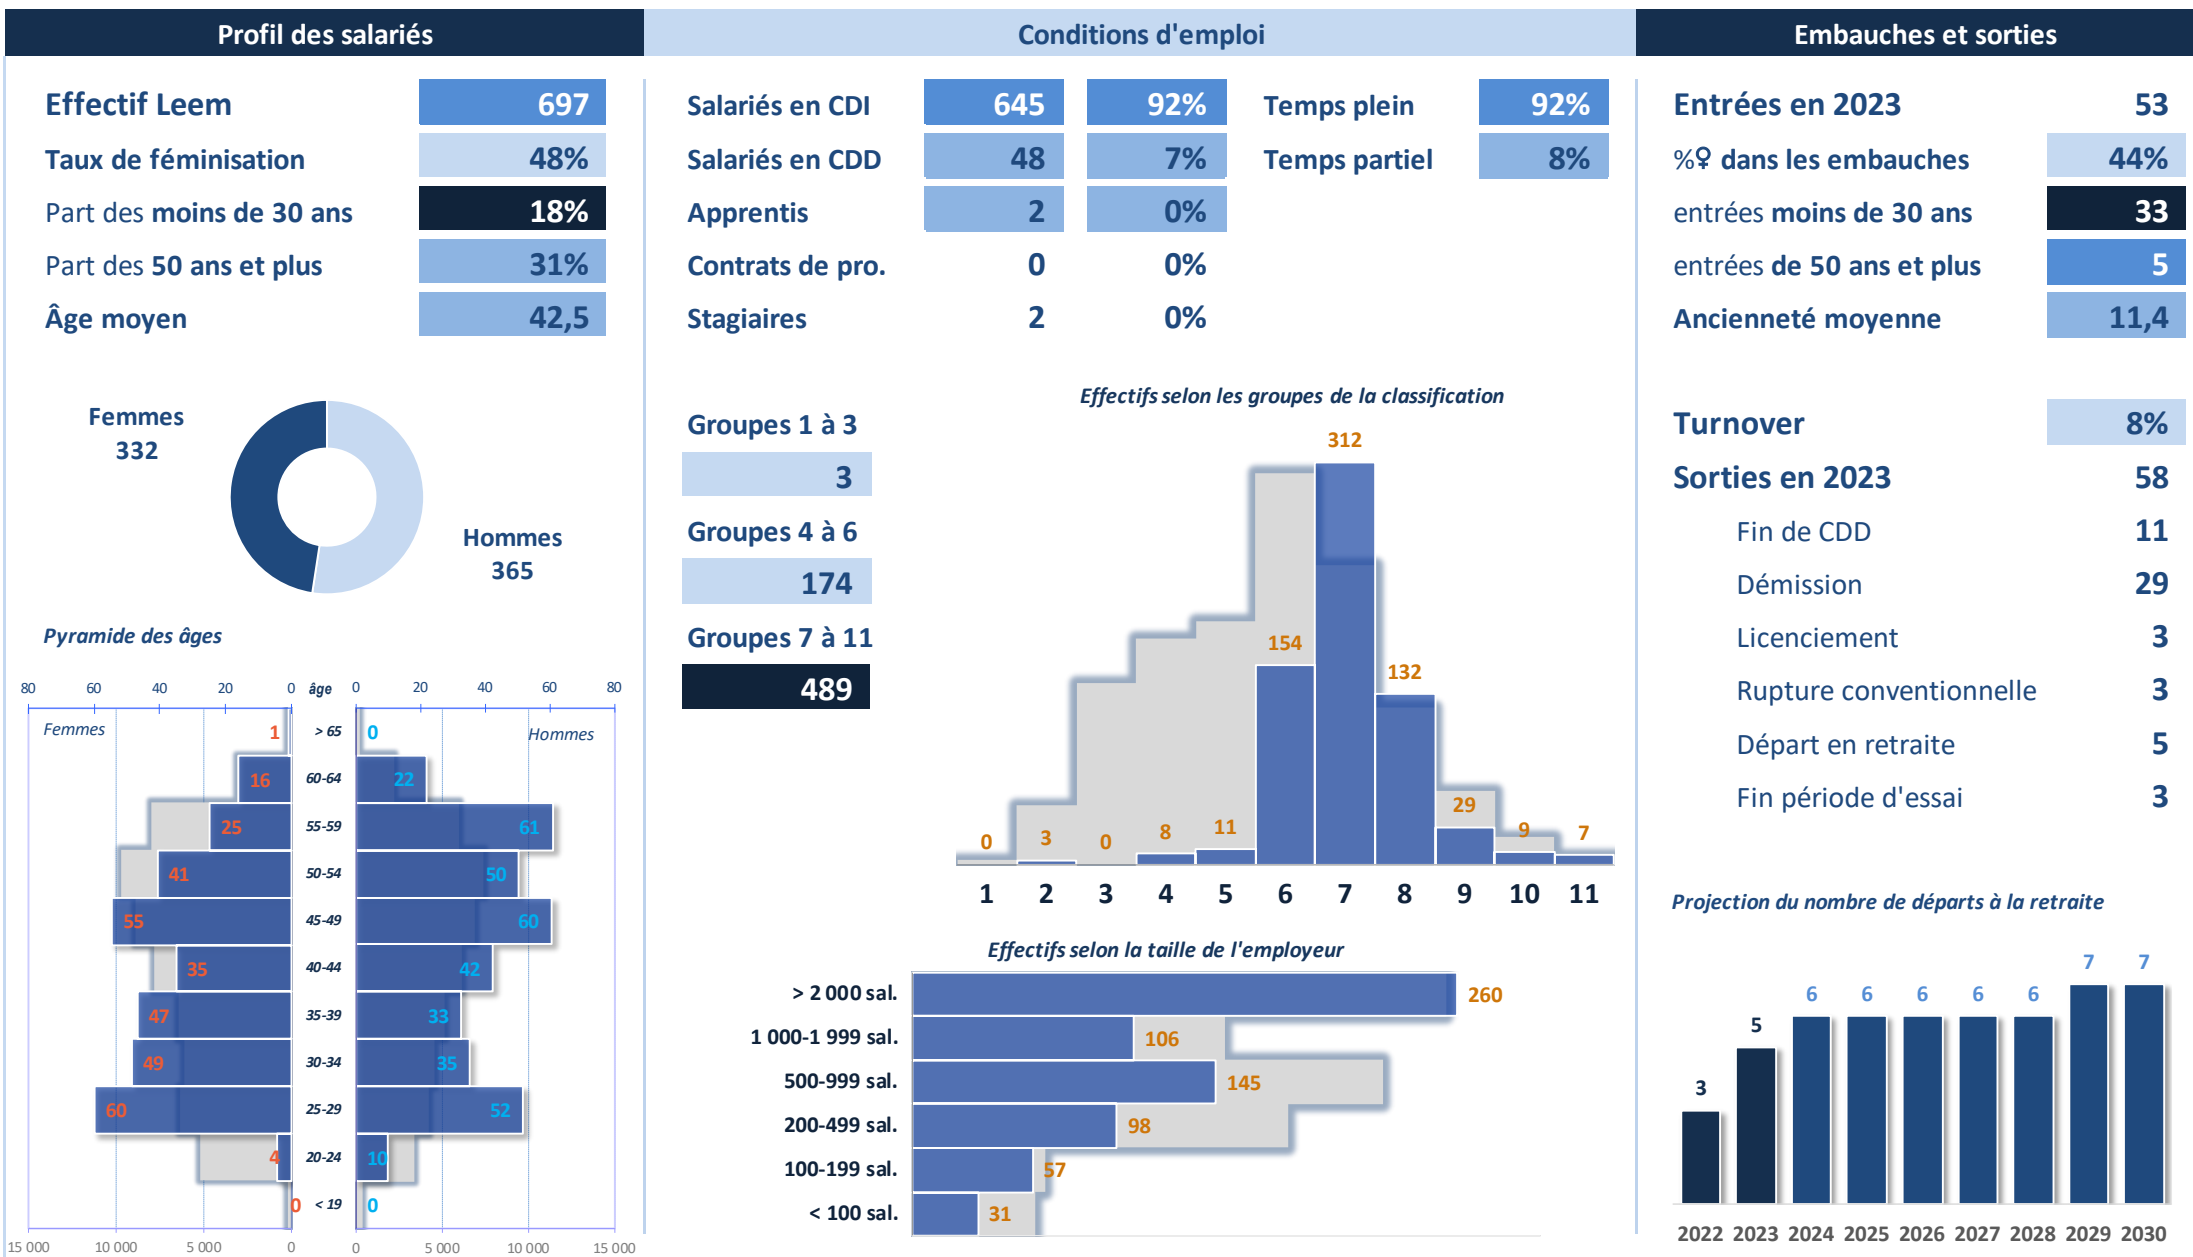 Profil des salariés
Effectif Leem 697
Taux de féminisation 48%
Part des moins de 30 ans 18%
Part des 50 ans et plus 31%
Âge moyen 42,5
Femmes
332
Hommes
365
Pyramide des âges
80 60 40 20 0 âge 0 20 40 60 80
Femmes Hommes
1 > 65 0
16 60-64 22
25 55-59 61
41 50-54 50
55 45-49 60
35 40-44 42
47 35-39 33
49 30-34 35
60 25-29 52
4 20-24 10
0 < 19 0
15 000 10 000 5 000 0 0 5 000 10 000 15 000
Conditions d'emploi
Salariés en CDI 645 92% Temps plein 92%
Salariés en CDD 48 7% Temps partiel 8%
Apprentis 2 0%
Contrats de pro. 0 0%
Stagiaires 2 0%
Groupes 1 à 3
3
Groupes 4 à 6
174
Groupes 7 à 11
489
Effectifs selon les groupes de la classification
0 3 0 8 11 154 312 132 29 9 7
1 2 3 4 5 6 7 8 9 10 11
Effectifs selon la taille de l'employeur
> 2 000 sal. 260
1 000-1 999 sal. 106
500-999 sal. 145
200-499 sal. 98
100-199 sal. 57
< 100 sal. 31
Embauches et sorties
Entrées en 2023 53
%♀ dans les embauches 44%
entrées moins de 30 ans 33
entrées de 50 ans et plus 5
Ancienneté moyenne 11,4
Turnover 8%
Sorties en 2023 58
Fin de CDD 11
Démission 29
Licenciement 3
Rupture conventionnelle 3
Départ en retraite 5
Fin période d'essai 3
Projection du nombre de départs à la retraite
3 5 6 6 6 6 6 7 7
2022 2023 2024 2025 2026 2027 2028 2029 2030